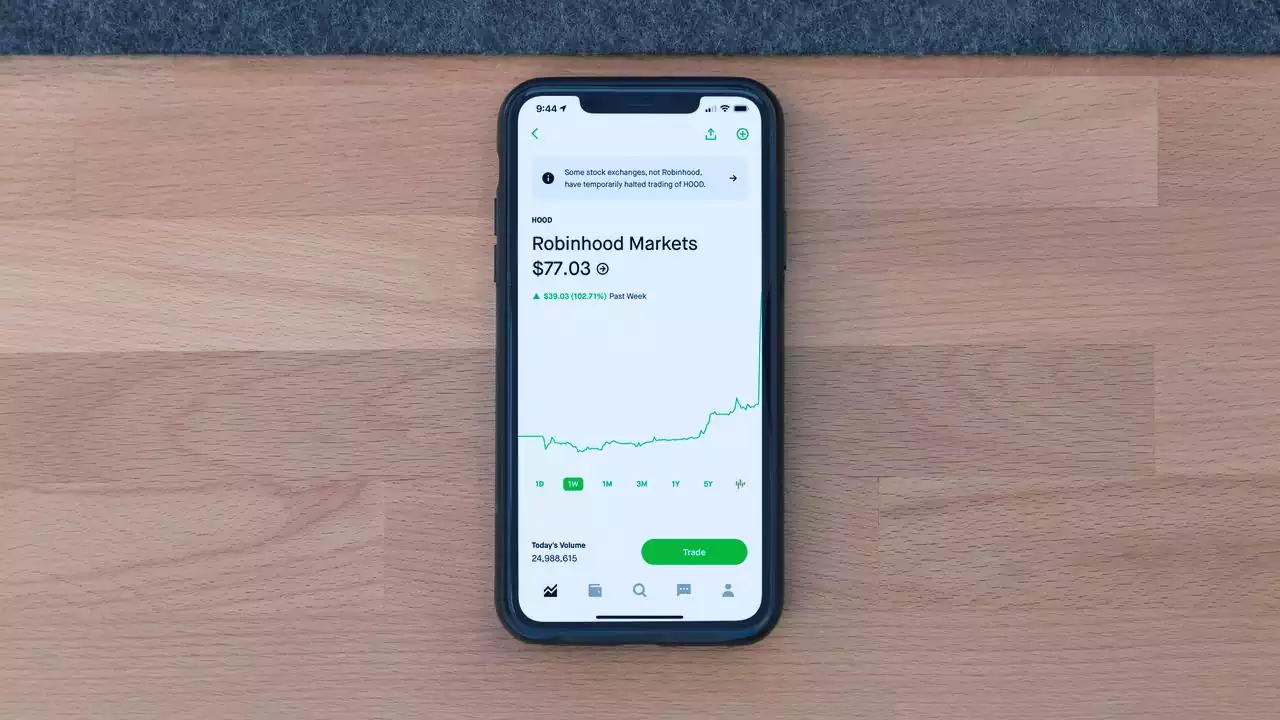 9:44
Some stock exchanges, not Robinhood,
have temporarily halted trading of HOOD.
HOOD
Robinhood Markets
$77.03
$39.03 (102.71%) Past Week
1D 1W 1M 3M 1Y 5Y
Today's Volume
24,988,615
Trade